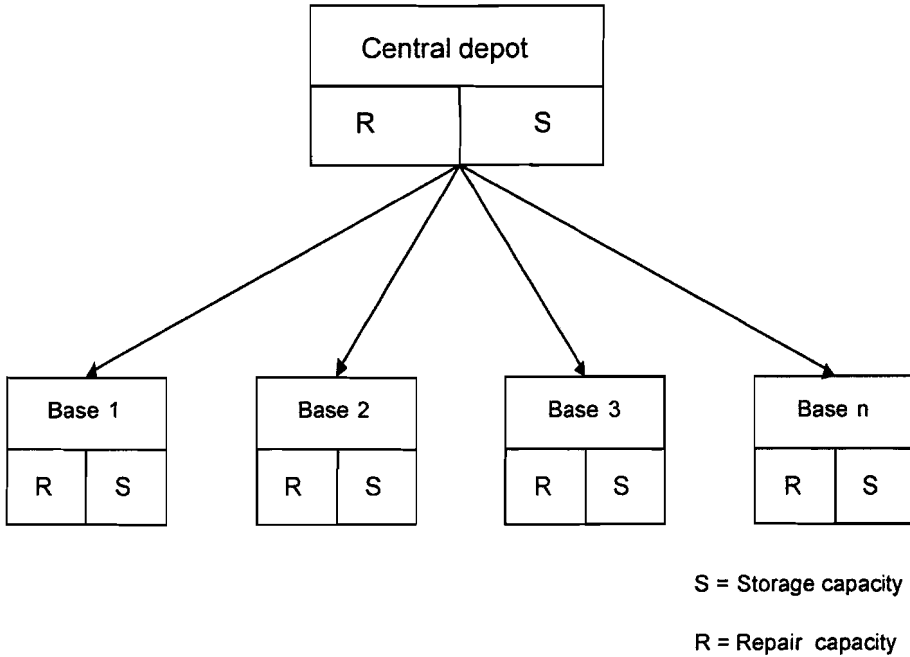 Central depot
R S
Base 1 Base 2 Base 3 Base n
R S R S R S R S
S = Storage capacity
R = Repair capacity